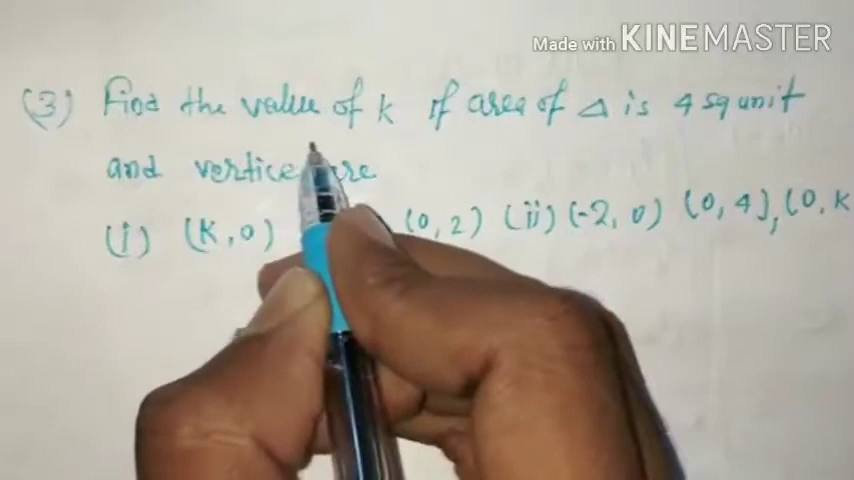 Made with KINEMASTER
(3) Find the value of k if area of Δ is 4 sq unit
and vertice are
(i) (K, 0) (0, 2) (ii) (-2, 0) (0, 4), (0, K